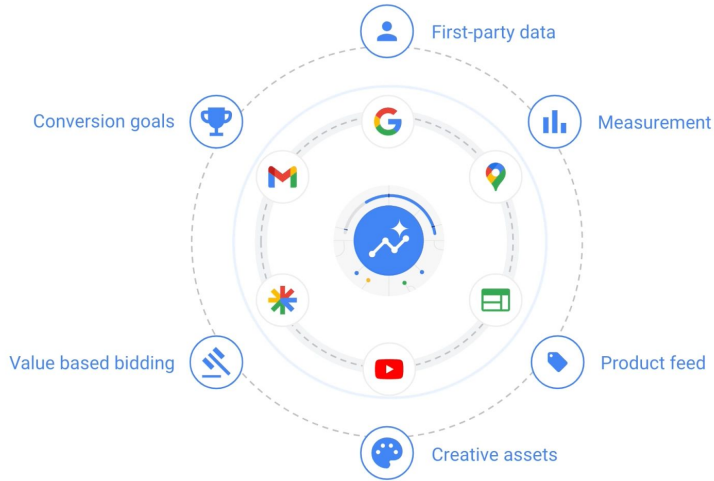 First-party data
Conversion goals
Measurement
Value based bidding
Product feed
Creative assets